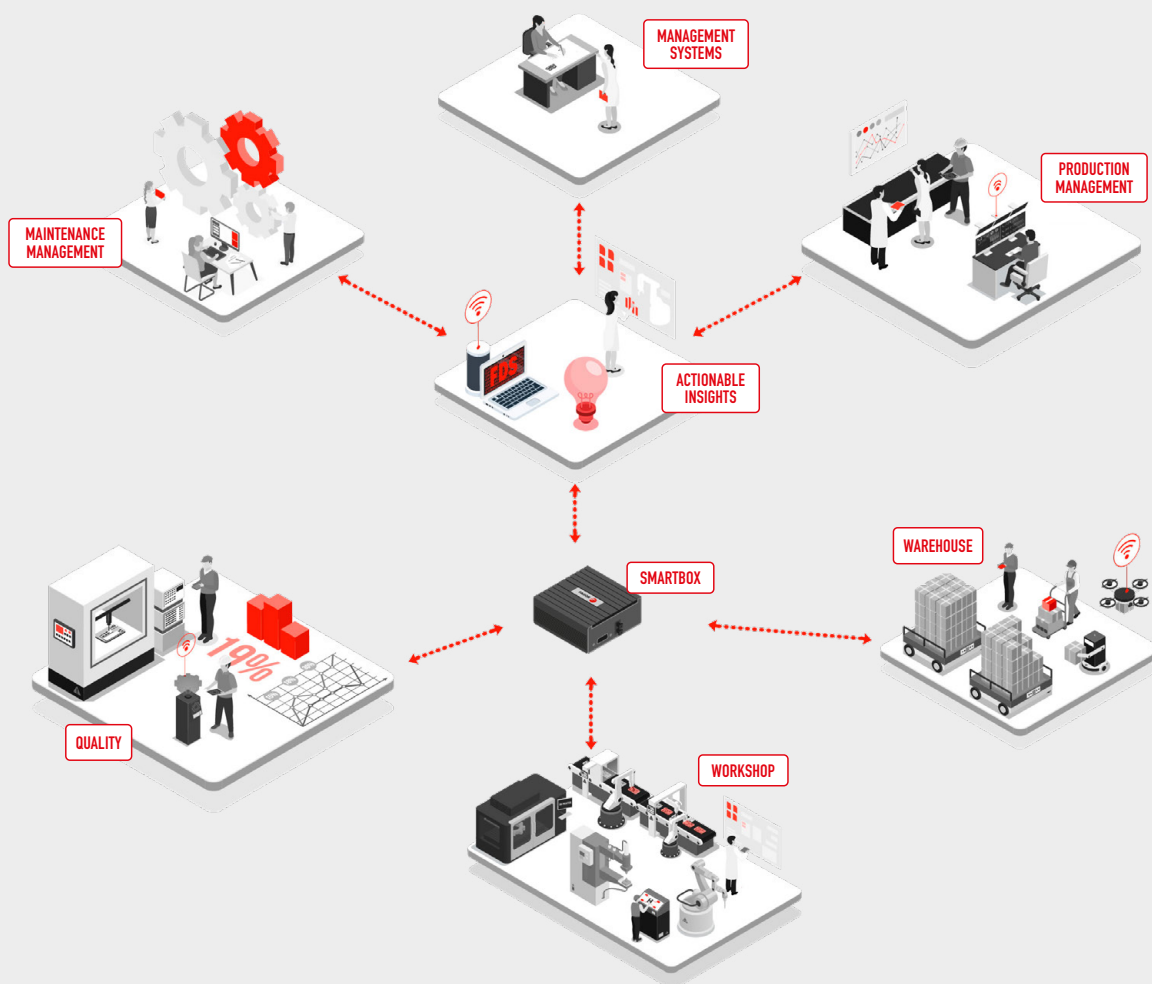 MANAGEMENT
SYSTEMS
PRODUCTION
MANAGEMENT
MAINTENANCE
MANAGEMENT
FDS
ACTIONABLE
INSIGHTS
WAREHOUSE
SMARTBOX
19%
QUALITY
WORKSHOP